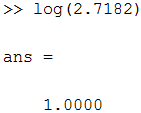 >> log(2.7182)
ans =
1.0000